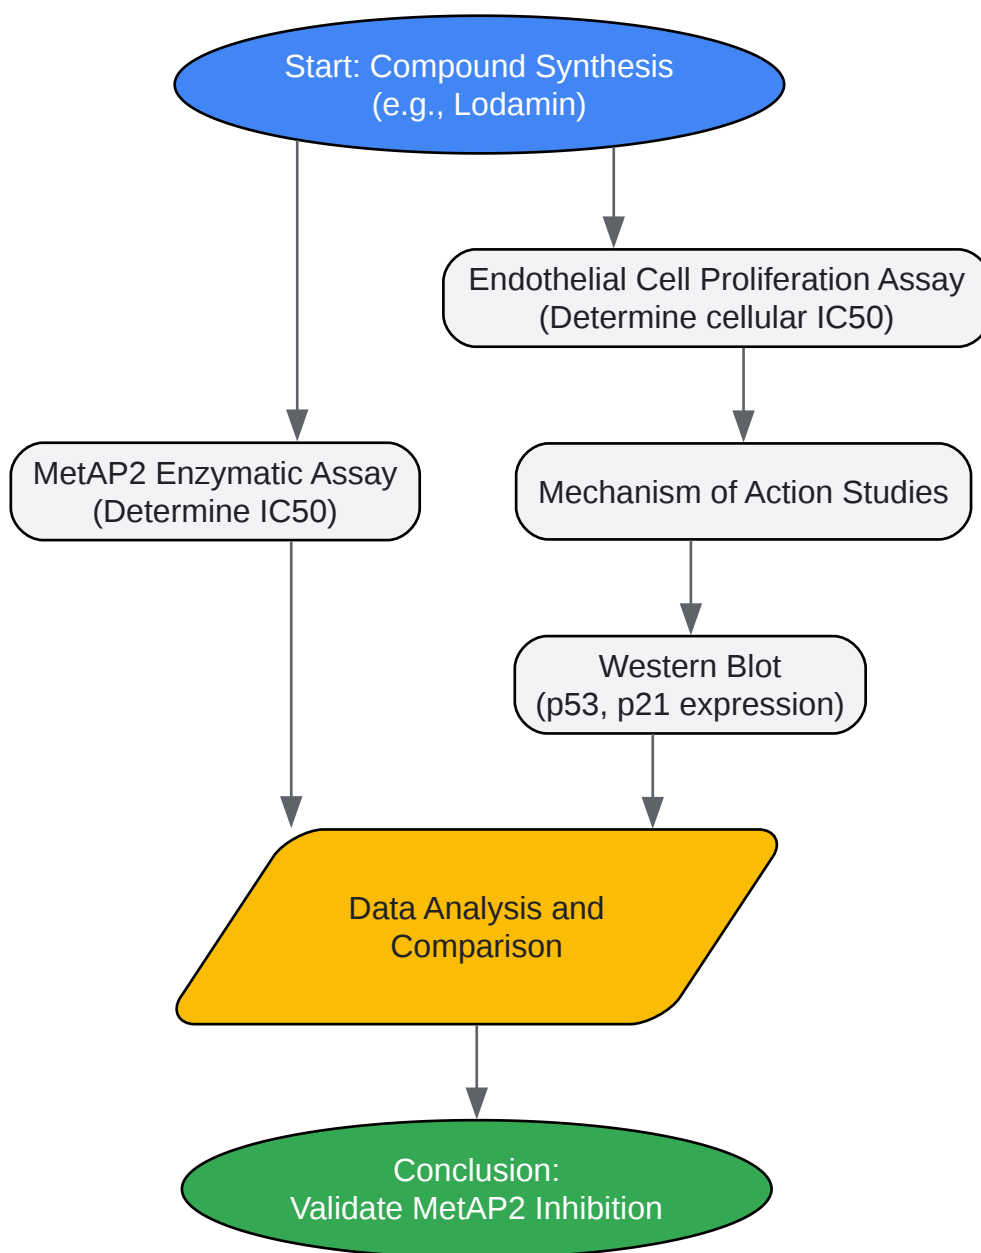 Start: Compound Synthesis
(e.g., Lodamin)
Endothelial Cell Proliferation Assay
(Determine cellular IC50)
MetAP2 Enzymatic Assay
(Determine IC50)
Mechanism of Action Studies
Western Blot
(p53, p21 expression)
Data Analysis and
Comparison
Conclusion:
Validate MetAP2 Inhibition